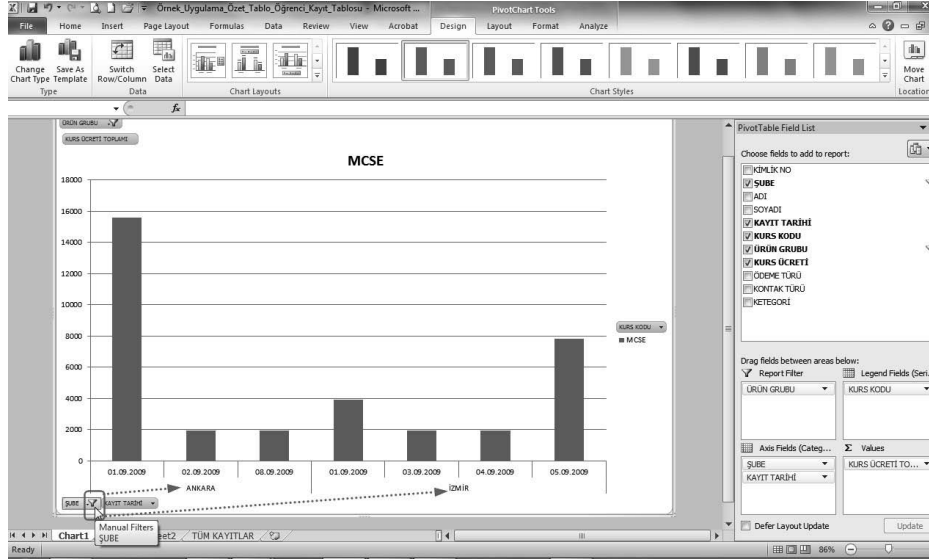 Örnek_Uygulama_Özet_Tablo_Öğrenci_Kayıt_Tablosu - Microsoft ...
PivotChart Tools
File Home Insert Page Layout Formulas Data Review View Acrobat Design Layout Format Analyze
Change Chart Type
Save As Template
Switch Row/Column
Select Data
Move Chart
Type Data Chart Layouts Chart Styles Location
fx
ÜRÜN GRUBU
KURS ÜCRETİ TOPLAMI
MCSE
18000
16000
14000
12000
10000
8000
6000
4000
2000
0
01.09.2009 02.09.2009 08.09.2009 01.09.2009 03.09.2009 04.09.2009 05.09.2009
ANKARA İZMİR
KURS KODU
MCSE
ŞUBE KAYIT TARİHİ
Manual Filters
ŞUBE
PivotTable Field List
Choose fields to add to report:
KİMLİK NO
ŞUBE
ADI
SOYADI
KAYIT TARİHİ
KURS KODU
ÜRÜN GRUBU
KURS ÜCRETİ
ÖDEME TÜRÜ
KONTAK TÜRÜ
KETEGORİ
Drag fields between areas below:
Report Filter Legend Fields (Seri...
ÜRÜN GRUBU KURS KODU
Axis Fields (Categ... Σ Values
ŞUBE KURS ÜCRETİ TO...
KAYIT TARİHİ
Defer Layout Update Update
Chart1 eet2 TÜM KAYITLAR
Ready 86%